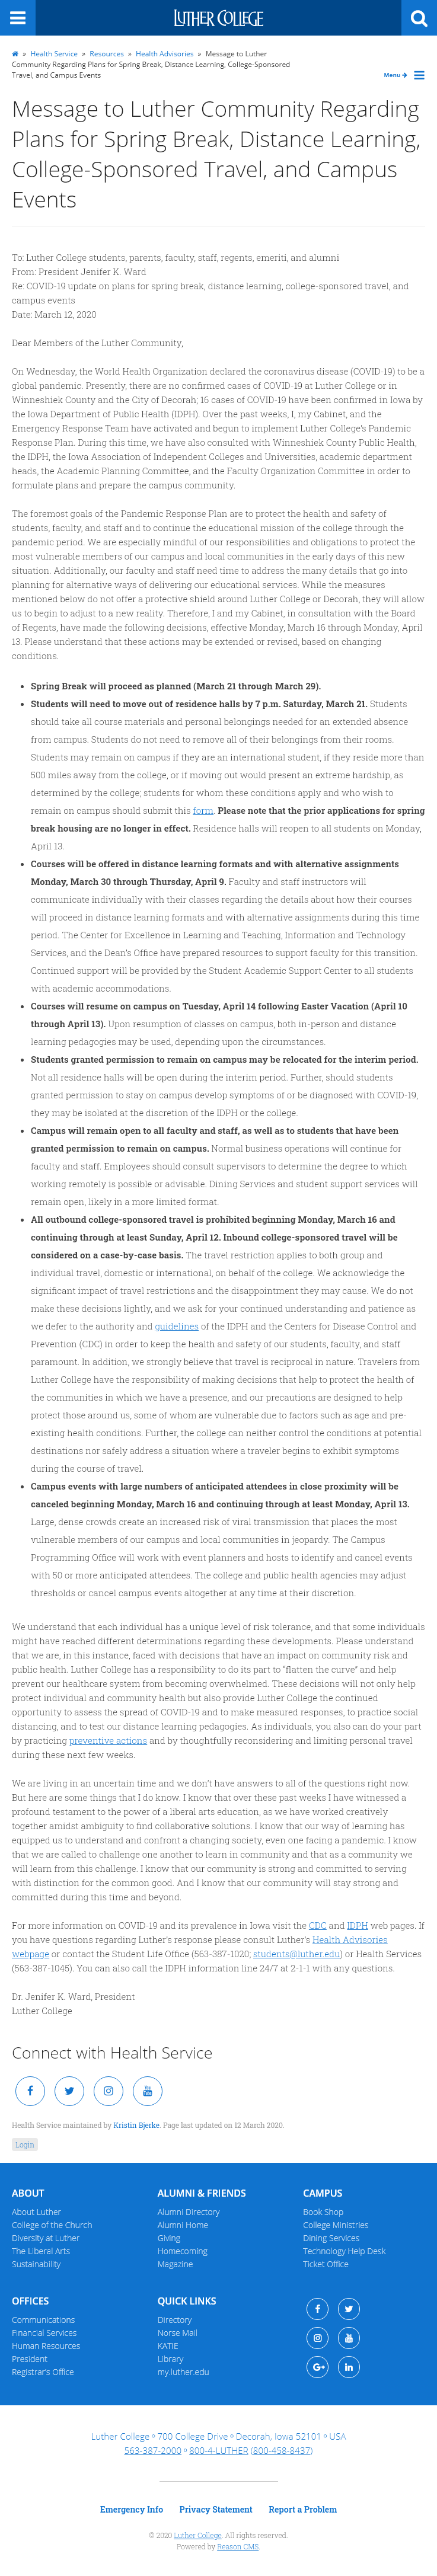 LUTHER COLLEGE
» Health Service » Resources » Health Advisories » Message to Luther
Community Regarding Plans for Spring Break, Distance Learning, College-Sponsored
Travel, and Campus Events
Menu
Message to Luther Community Regarding
Plans for Spring Break, Distance Learning,
College-Sponsored Travel, and Campus
Events
To: Luther College students, parents, faculty, staff, regents, emeriti, and alumni
From: President Jenifer K. Ward
Re: COVID-19 update on plans for spring break, distance learning, college-sponsored travel, and
campus events
Date: March 12, 2020
Dear Members of the Luther Community,
On Wednesday, the World Health Organization declared the coronavirus disease (COVID-19) to be a
global pandemic. Presently, there are no confirmed cases of COVID-19 at Luther College or in
Winneshiek County and the City of Decorah; 16 cases of COVID-19 have been confirmed in Iowa by
the Iowa Department of Public Health (IDPH). Over the past weeks, I, my Cabinet, and the
Emergency Response Team have activated and begun to implement Luther College's Pandemic
Response Plan. During this time, we have also consulted with Winneshiek County Public Health,
the IDPH, the Iowa Association of Independent Colleges and Universities, academic department
heads, the Academic Planning Committee, and the Faculty Organization Committee in order to
formulate plans and prepare the campus community.
The foremost goals of the Pandemic Response Plan are to protect the health and safety of
students, faculty, and staff and to continue the educational mission of the college through the
pandemic period. We are especially mindful of our responsibilities and obligations to protect the
most vulnerable members of our campus and local communities in the early days of this new
situation. Additionally, our faculty and staff need time to address the many details that go into
planning for alternative ways of delivering our educational services. While the measures
mentioned below do not offer a protective shield around Luther College or Decorah, they will allow
us to begin to adjust to a new reality. Therefore, I and my Cabinet, in consultation with the Board
of Regents, have made the following decisions, effective Monday, March 16 through Monday, April
13. Please understand that these actions may be extended or revised, based on changing
conditions.
• Spring Break will proceed as planned (March 21 through March 29).
• Students will need to move out of residence halls by 7 p.m. Saturday, March 21. Students
should take all course materials and personal belongings needed for an extended absence
from campus. Students do not need to remove all of their belongings from their rooms.
Students may remain on campus if they are an international student, if they reside more than
500 miles away from the college, or if moving out would present an extreme hardship, as
determined by the college; students for whom these conditions apply and who wish to
remain on campus should submit this form. Please note that the prior applications for spring
break housing are no longer in effect. Residence halls will reopen to all students on Monday,
April 13.
• Courses will be offered in distance learning formats and with alternative assignments
Monday, March 30 through Thursday, April 9. Faculty and staff instructors will
communicate individually with their classes regarding the details about how their courses
will proceed in distance learning formats and with alternative assignments during this time
period. The Center for Excellence in Learning and Teaching, Information and Technology
Services, and the Dean's Office have prepared resources to support faculty for this transition.
Continued support will be provided by the Student Academic Support Center to all students
with academic accommodations.
• Courses will resume on campus on Tuesday, April 14 following Easter Vacation (April 10
through April 13). Upon resumption of classes on campus, both in-person and distance
learning pedagogies may be used, depending upon the circumstances.
• Students granted permission to remain on campus may be relocated for the interim period.
Not all residence halls will be open during the interim period. Further, should students
granted permission to stay on campus develop symptoms of or be diagnosed with COVID-19,
they may be isolated at the discretion of the IDPH or the college.
• Campus will remain open to all faculty and staff, as well as to students that have been
granted permission to remain on campus. Normal business operations will continue for
faculty and staff. Employees should consult supervisors to determine the degree to which
working remotely is possible or advisable. Dining Services and student support services will
remain open, likely in a more limited format.
• All outbound college-sponsored travel is prohibited beginning Monday, March 16 and
continuing through at least Sunday, April 12. Inbound college-sponsored travel will be
considered on a case-by-case basis. The travel restriction applies to both group and
individual travel, domestic or international, on behalf of the college. We acknowledge the
significant impact of travel restrictions and the disappointment they may cause. We do not
make these decisions lightly, and we ask for your continued understanding and patience as
we defer to the authority and guidelines of the IDPH and the Centers for Disease Control and
Prevention (CDC) in order to keep the health and safety of our students, faculty, and staff
paramount. In addition, we strongly believe that travel is reciprocal in nature. Travelers from
Luther College have the responsibility of making decisions that help to protect the health of
the communities in which we have a presence, and our precautions are designed to help
protect those around us, some of whom are vulnerable due to factors such as age and pre-
existing health conditions. Further, the college can neither control the conditions at potential
destinations nor safely address a situation where a traveler begins to exhibit symptoms
during the course of travel.
• Campus events with large numbers of anticipated attendees in close proximity will be
canceled beginning Monday, March 16 and continuing through at least Monday, April 13.
Large, dense crowds create an increased risk of viral transmission that places the most
vulnerable members of our campus and local communities in jeopardy. The Campus
Programming Office will work with event planners and hosts to identify and cancel events
with 50 or more anticipated attendees. The college and public health agencies may adjust
thresholds or cancel campus events altogether at any time at their discretion.
We understand that each individual has a unique level of risk tolerance, and that some individuals
might have reached different determinations regarding these developments. Please understand
that we are, in this instance, faced with decisions that have an impact on community risk and
public health. Luther College has a responsibility to do its part to "flatten the curve" and help
prevent our healthcare system from becoming overwhelmed. These decisions will not only help
protect individual and community health but also provide Luther College the continued
opportunity to assess the spread of COVID-19 and to make measured responses, to practice social
distancing, and to test our distance learning pedagogies. As individuals, you also can do your part
by practicing preventive actions and by thoughtfully reconsidering and limiting personal travel
during these next few weeks.
We are living in an uncertain time and we don't have answers to all of the questions right now.
But here are some things that I do know. I know that over these past weeks I have witnessed a
profound testament to the power of a liberal arts education, as we have worked creatively
together amidst ambiguity to find collaborative solutions. I know that our way of learning has
equipped us to understand and confront a changing society, even one facing a pandemic. I know
that we are called to challenge one another to learn in community and that as a community we
will learn from this challenge. I know that our community is strong and committed to serving
with distinction for the common good. And I know that our community will stay strong and
committed during this time and beyond.
For more information on COVID-19 and its prevalence in Iowa visit the CDC and IDPH web pages. If
you have questions regarding Luther's response please consult Luther's Health Advisories
webpage or contact the Student Life Office (563-387-1020; students@luther.edu) or Health Services
(563-387-1045). You can also call the IDPH information line 24/7 at 2-1-1 with any questions.
Dr. Jenifer K. Ward, President
Luther College
Connect with Health Service
Health Service maintained by Kristin Bjerke. Page last updated on 12 March 2020.
Login
ABOUT
About Luther
College of the Church
Diversity at Luther
The Liberal Arts
Sustainability
ALUMNI & FRIENDS
Alumni Directory
Alumni Home
Giving
Homecoming
Magazine
CAMPUS
Book Shop
College Ministries
Dining Services
Technology Help Desk
Ticket Office
OFFICES
Communications
Financial Services
Human Resources
President
Registrar's Office
QUICK LINKS
Directory
Norse Mail
KATIE
Library
my.luther.edu
Luther College º 700 College Drive º Decorah, Iowa 52101 º USA
563-387-2000 º 800-4-LUTHER (800-458-8437)
Emergency Info Privacy Statement Report a Problem
© 2020 Luther College. All rights reserved.
Powered by Reason CMS.